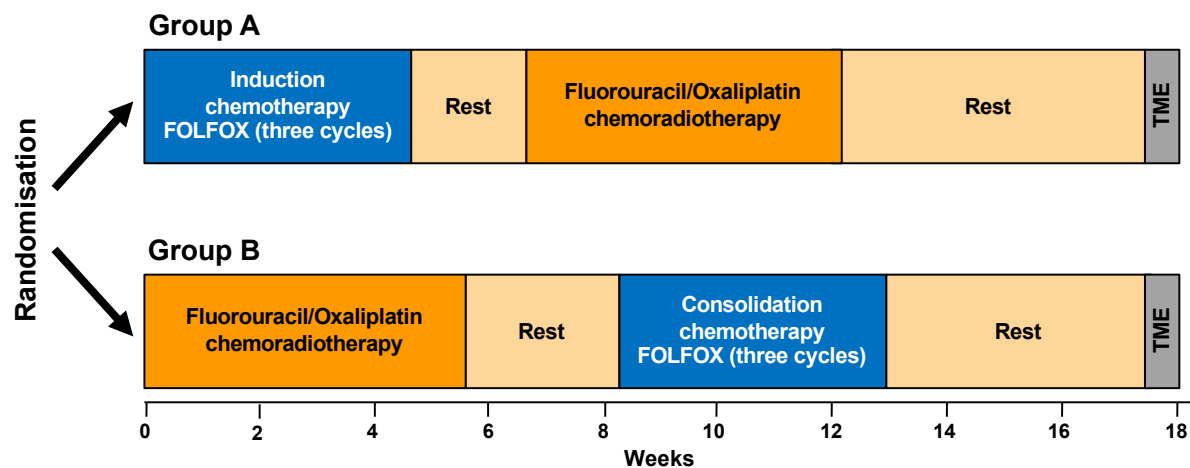 Randomisation
Group A
Induction
chemotherapy
FOLFOX (three cycles)
Rest
Fluorouracil/Oxaliplatin
chemoradiotherapy
Rest
TME
Group B
Fluorouracil/Oxaliplatin
chemoradiotherapy
Rest
Consolidation
chemotherapy
FOLFOX (three cycles)
Rest
TME
0 2 4 6 8 10 12 14 16 18
Weeks